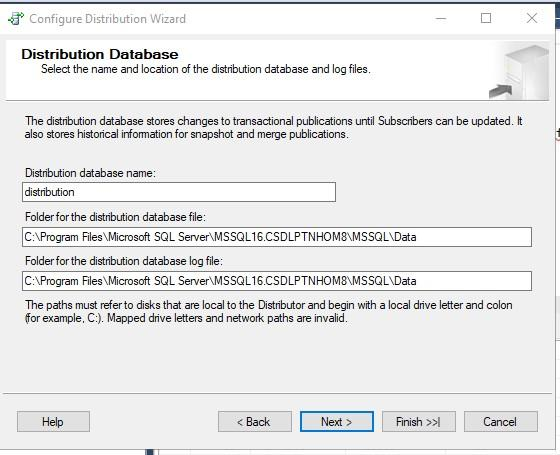 Configure Distribution Wizard
Distribution Database
Select the name and location of the distribution database and log files.
The distribution database stores changes to transactional publications until Subscribers can be updated. It
also stores historical information for snapshot and merge publications.
Distribution database name:
distribution
Folder for the distribution database file:
C:\Program Files\Microsoft SQL Server\MSSQL16.CSDLPTNHOM8\MSSQL\Data
Folder for the distribution database log file:
C:\Program Files\Microsoft SQL Server\MSSQL16.CSDLPTNHOM8\MSSQL\Data
The paths must refer to disks that are local to the Distributor and begin with a local drive letter and colon
(for example, C:). Mapped drive letters and network paths are invalid.
Help
< Back
Next >
Finish >>|
Cancel